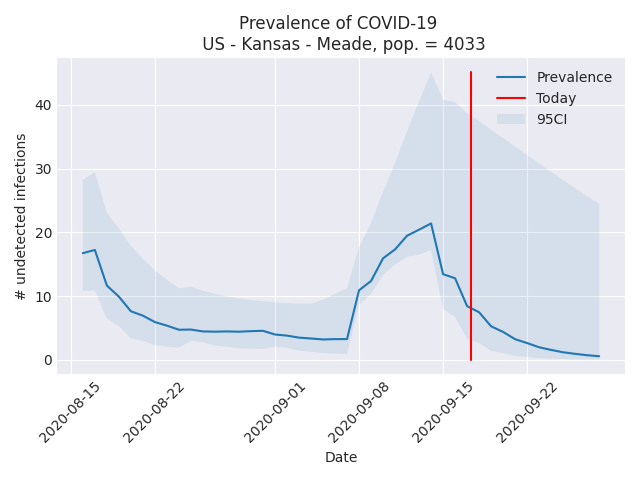 Prevalence of COVID-19
US - Kansas - Meade, pop. = 4033
# undetected infections
40
30
20
10
0
Prevalence
Today
95CI
2020-08-15
2020-08-22
2020-09-01
2020-09-08
2020-09-15
2020-09-22
Date